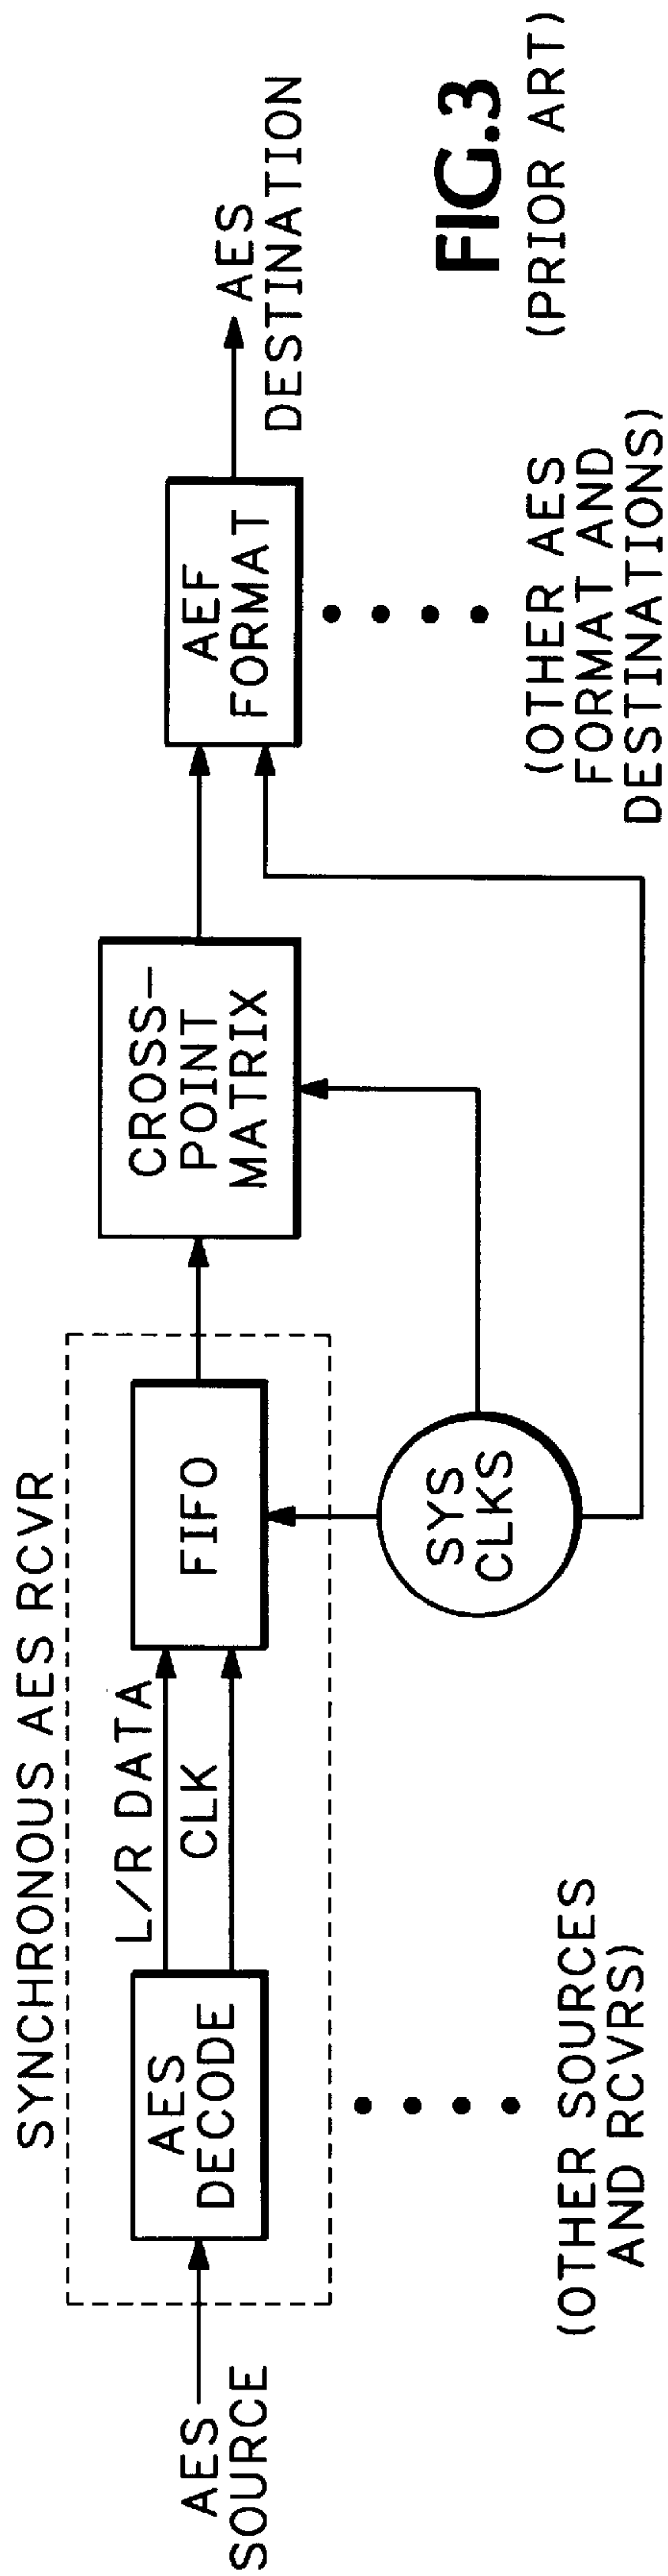 SYNCHRONOUS AES RCVR
AES
SOURCE
AES
DECODE
L/R DATA
CLK
FIFO
SYS
CLKS
CROSS-
POINT
MATRIX
AEF
FORMAT
AES
DESTINATION
(OTHER SOURCES
AND RCVRS)
(OTHER AES
FORMAT AND
DESTINATIONS)
FIG.3
(PRIOR ART)